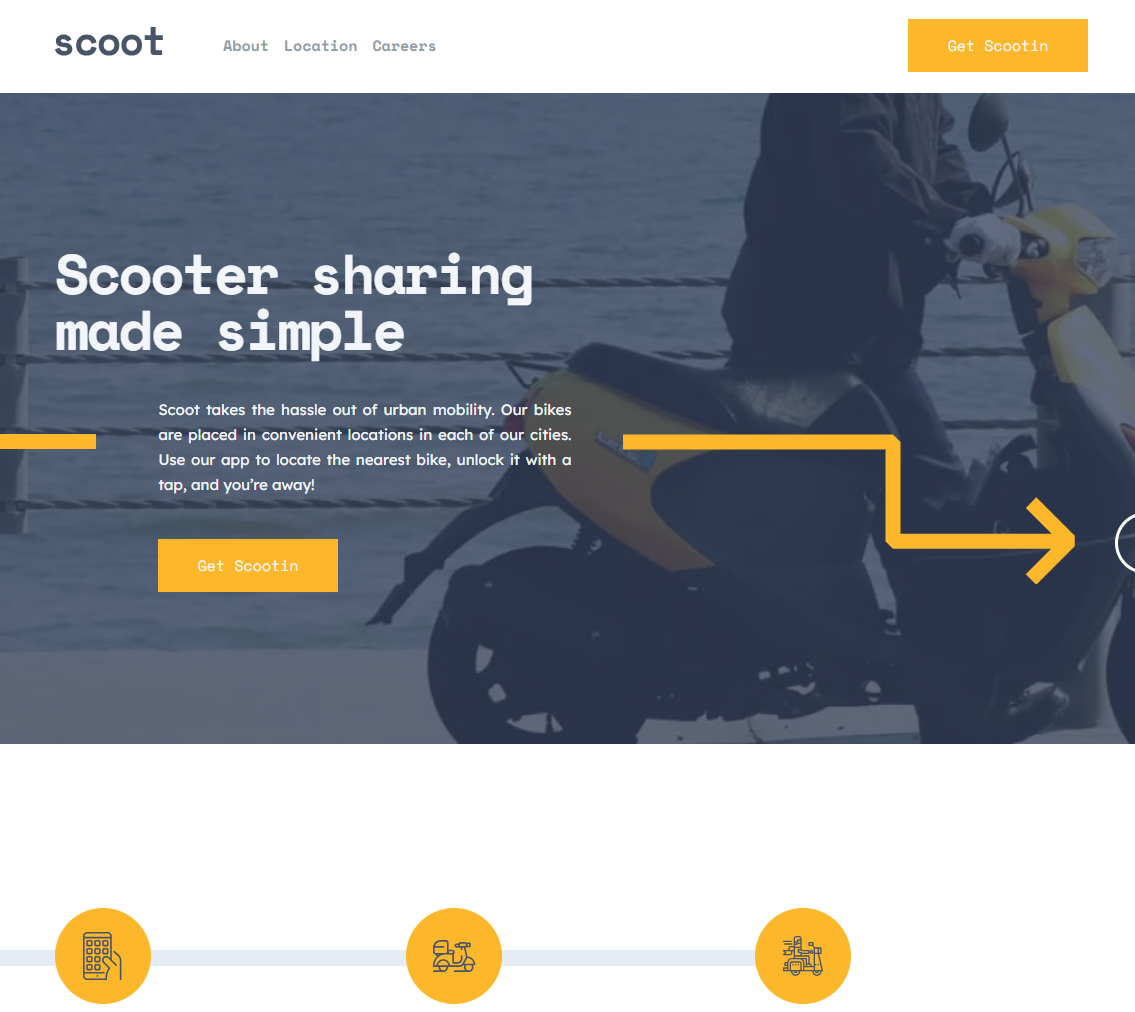 scoot
About Location Careers
Get Scootin
Scooter sharing
made simple
Scoot takes the hassle out of urban mobility. Our bikes
are placed in convenient locations in each of our cities.
Use our app to locate the nearest bike, unlock it with a
tap, and you’re away!
Get Scootin